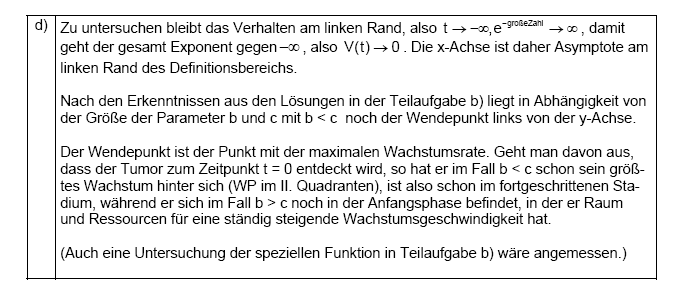 d) Zu untersuchen bleibt das Verhalten am linken Rand, also t → −∞, e^−großeZahl → ∞, damit
geht der gesamt Exponent gegen −∞, also V(t) → 0. Die x-Achse ist daher Asymptote am
linken Rand des Definitionsbereichs.
Nach den Erkenntnissen aus den Lösungen in der Teilaufgabe b) liegt in Abhängigkeit von
der Größe der Parameter b und c mit b < c noch der Wendepunkt links von der y-Achse.
Der Wendepunkt ist der Punkt mit der maximalen Wachstumsrate. Geht man davon aus,
dass der Tumor zum Zeitpunkt t = 0 entdeckt wird, so hat er im Fall b < c schon sein größ-
tes Wachstum hinter sich (WP im II. Quadranten), ist also schon im fortgeschrittenen Sta-
dium, während er sich im Fall b > c noch in der Anfangsphase befindet, in der er Raum
und Ressourcen für eine ständig steigende Wachstumsgeschwindigkeit hat.
(Auch eine Untersuchung der speziellen Funktion in Teilaufgabe b) wäre angemessen.)